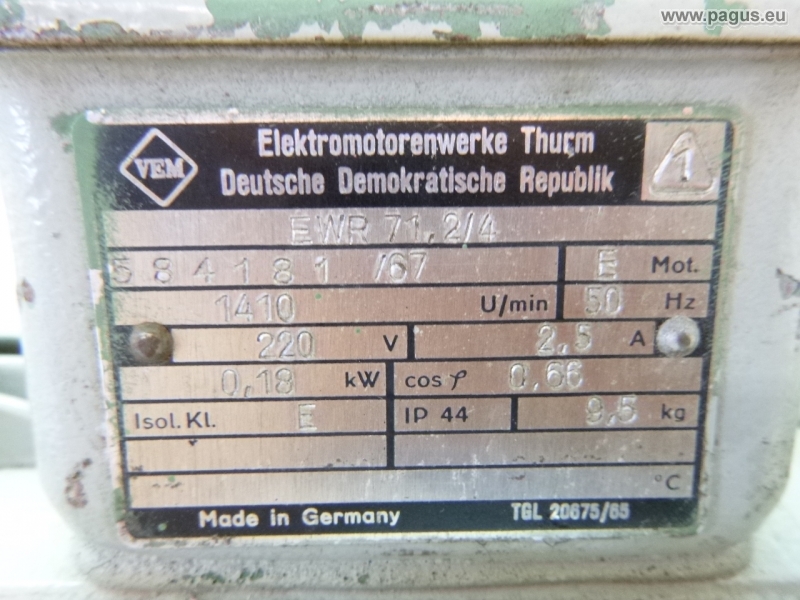 www.pagus.eu
VEM Elektromotorenwerke Thurm 1
Deutsche Demokratische Republik
EWR 71,2/4
584181 /67 E Mot.
1410 U/min 50 Hz
220 V 2,5 A
0,18 kW cos φ 0,66
Isol. Kl. E IP 44 9,5 kg
°C
Made in Germany TGL 20675/65